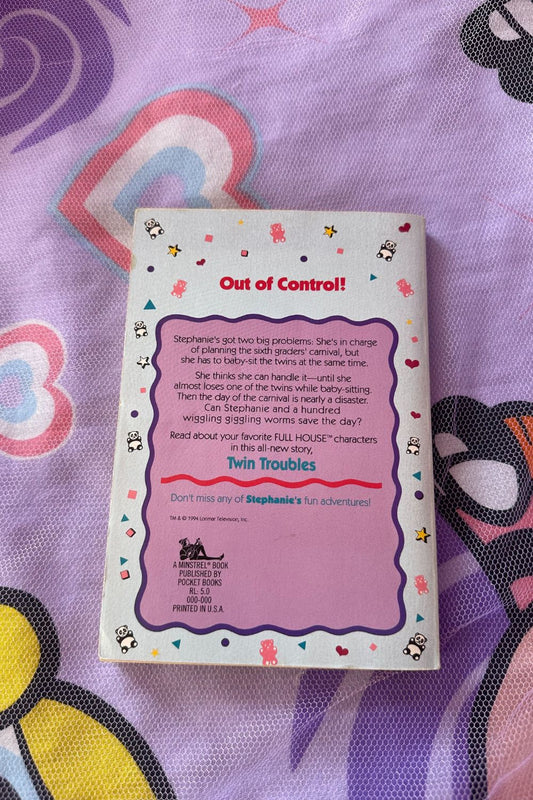 Out of Control!
Stephanie's got two big problems: She's in charge
of planning the sixth graders' carnival, but
she has to baby-sit the twins at the same time.
She thinks she can handle it—until she
almost loses one of the twins while baby-sitting.
Then the day of the carnival is nearly a disaster.
Can Stephanie and a hundred
wiggling giggling worms save the day?
Read about your favorite FULL HOUSE™ characters
in this all-new story,
Twin Troubles
Don't miss any of Stephanie's fun adventures!
TM & © 1994 Lorimar Television, Inc.
A MINSTREL® BOOK
PUBLISHED BY
POCKET BOOKS
RL: 5.0
000-000
PRINTED IN U.S.A.